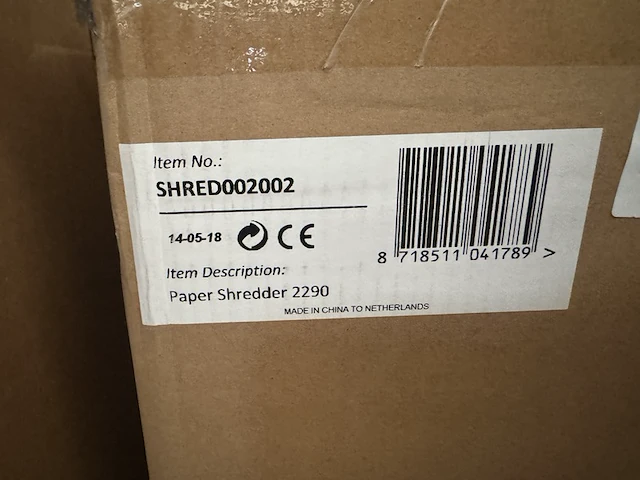 Item No.:
SHRED002002
14-05-18 CE
Item Description:
Paper Shredder 2290
MADE IN CHINA TO NETHERLANDS
8 718511 041789 >